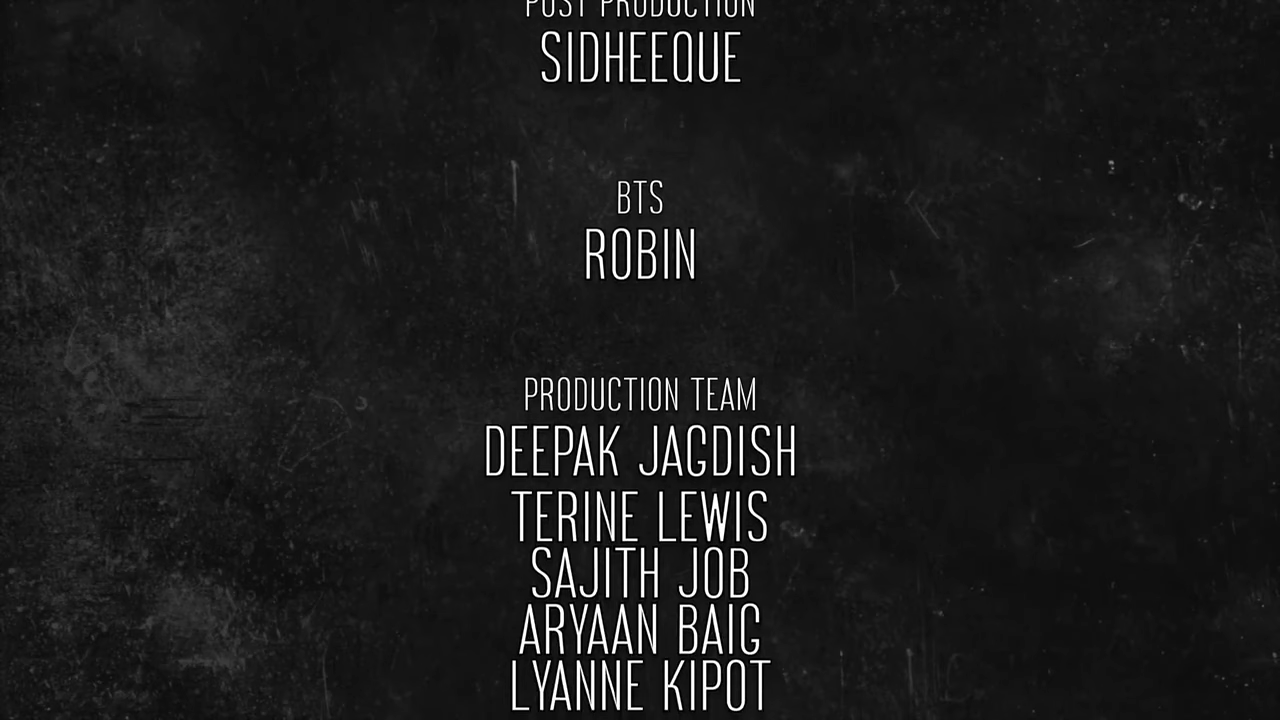 POST PRODUCTION
SIDHEEQUE
BTS
ROBIN
PRODUCTION TEAM
DEEPAK JAGDISH
TERINE LEWIS
SAJITH JOB
ARYAAN BAIG
LYANNE KIPOT